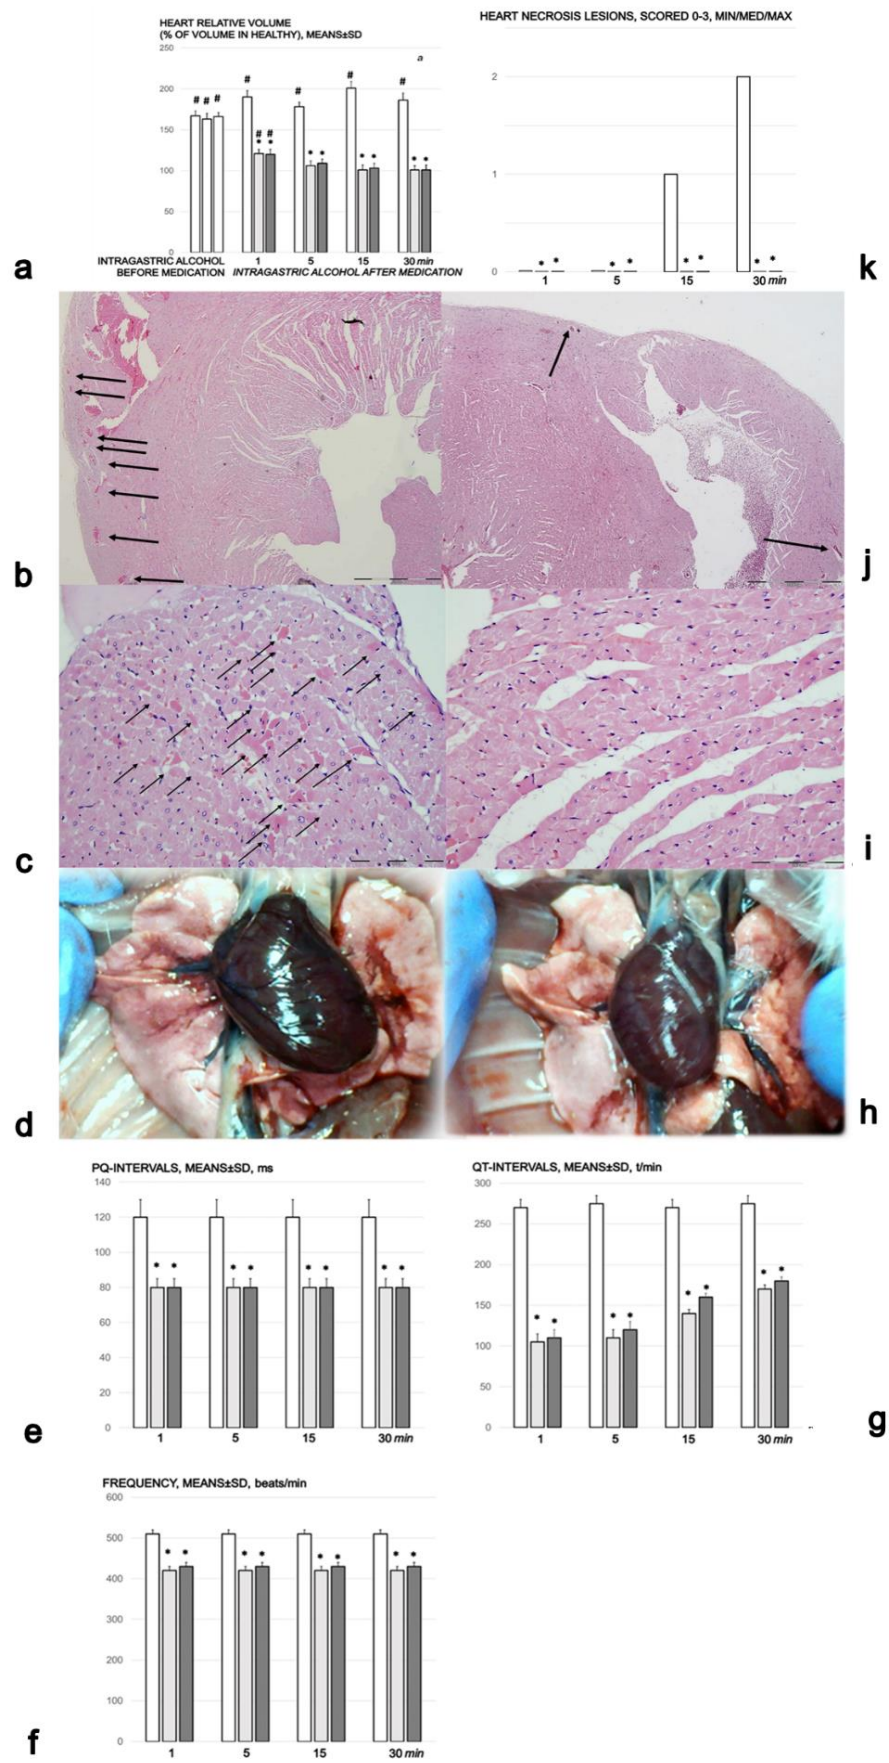 HEART RELATIVE VOLUME
(% OF VOLUME IN HEALTHY), MEANS±SD
250
a
200
# # #
#
#
#
#
150
# #
* *
* *
* *
* *
100
50
0
INTRAGASTRIC ALCOHOL
BEFORE MEDICATION
1 5 15 30 min
INTRAGASTRIC ALCOHOL AFTER MEDICATION
a
HEART NECROSIS LESIONS, SCORED 0-3, MIN/MED/MAX
2
1
0
* * * * * * * *
1 5 15 30 min
k
b
j
c
i
d
h
PQ-INTERVALS, MEANS±SD, ms
140
120
100
80
60
40
20
0
* * * * * * * *
1 5 15 30 min
e
QT-INTERVALS, MEANS±SD, t/min
300
250
200
150
100
50
0
* * * * * * * *
1 5 15 30 min
g
FREQUENCY, MEANS±SD, beats/min
600
500
400
300
200
100
0
* * * * * * * *
1 5 15 30 min
f